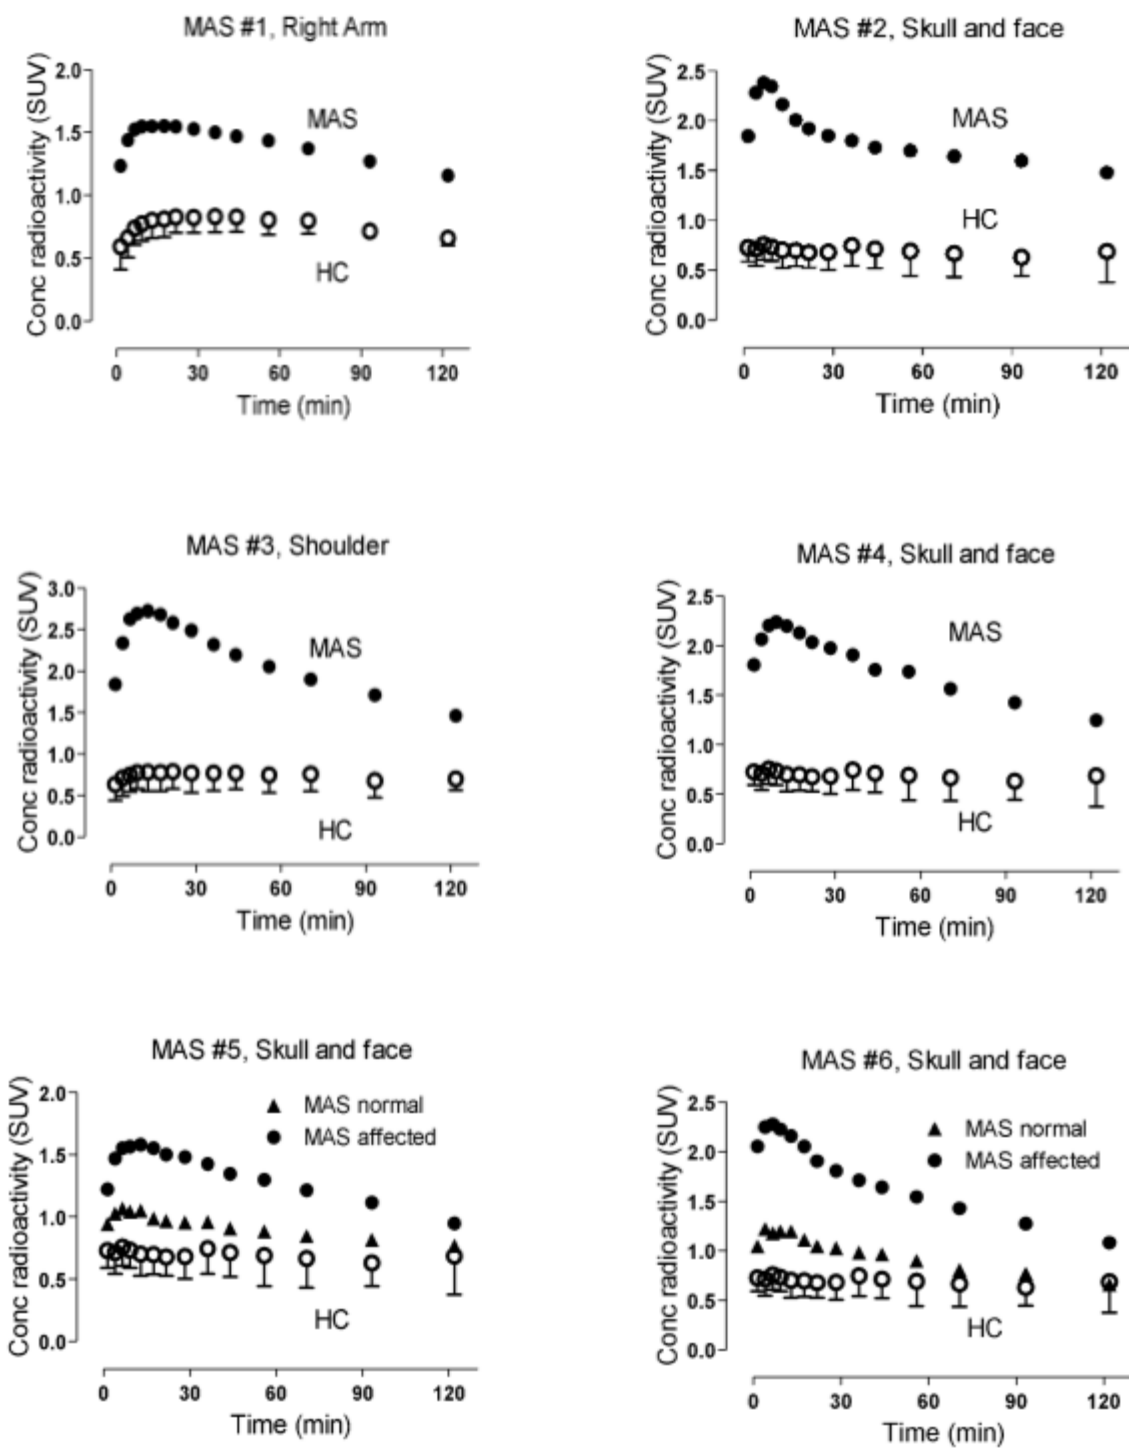 MAS #1, Right Arm
Conc radioactivity (SUV)
2.0
1.5
1.0
0.5
0.0
MAS
HC
0 30 60 90 120
Time (min)
MAS #2, Skull and face
Conc radioactivity (SUV)
2.5
2.0
1.5
1.0
0.5
0.0
MAS
HC
0 30 60 90 120
Time (min)
MAS #3, Shoulder
Conc radioactivity (SUV)
3.0
2.5
2.0
1.5
1.0
0.5
0.0
MAS
HC
0 30 60 90 120
Time (min)
MAS #4, Skull and face
Conc radioactivity (SUV)
2.5
2.0
1.5
1.0
0.5
0.0
MAS
HC
0 30 60 90 120
Time (min)
MAS #5, Skull and face
Conc radioactivity (SUV)
2.0
1.5
1.0
0.5
0.0
MAS normal
MAS affected
HC
0 30 60 90 120
Time (min)
MAS #6, Skull and face
Conc radioactivity (SUV)
2.5
2.0
1.5
1.0
0.5
0.0
MAS normal
MAS affected
HC
0 30 60 90 120
Time (min)